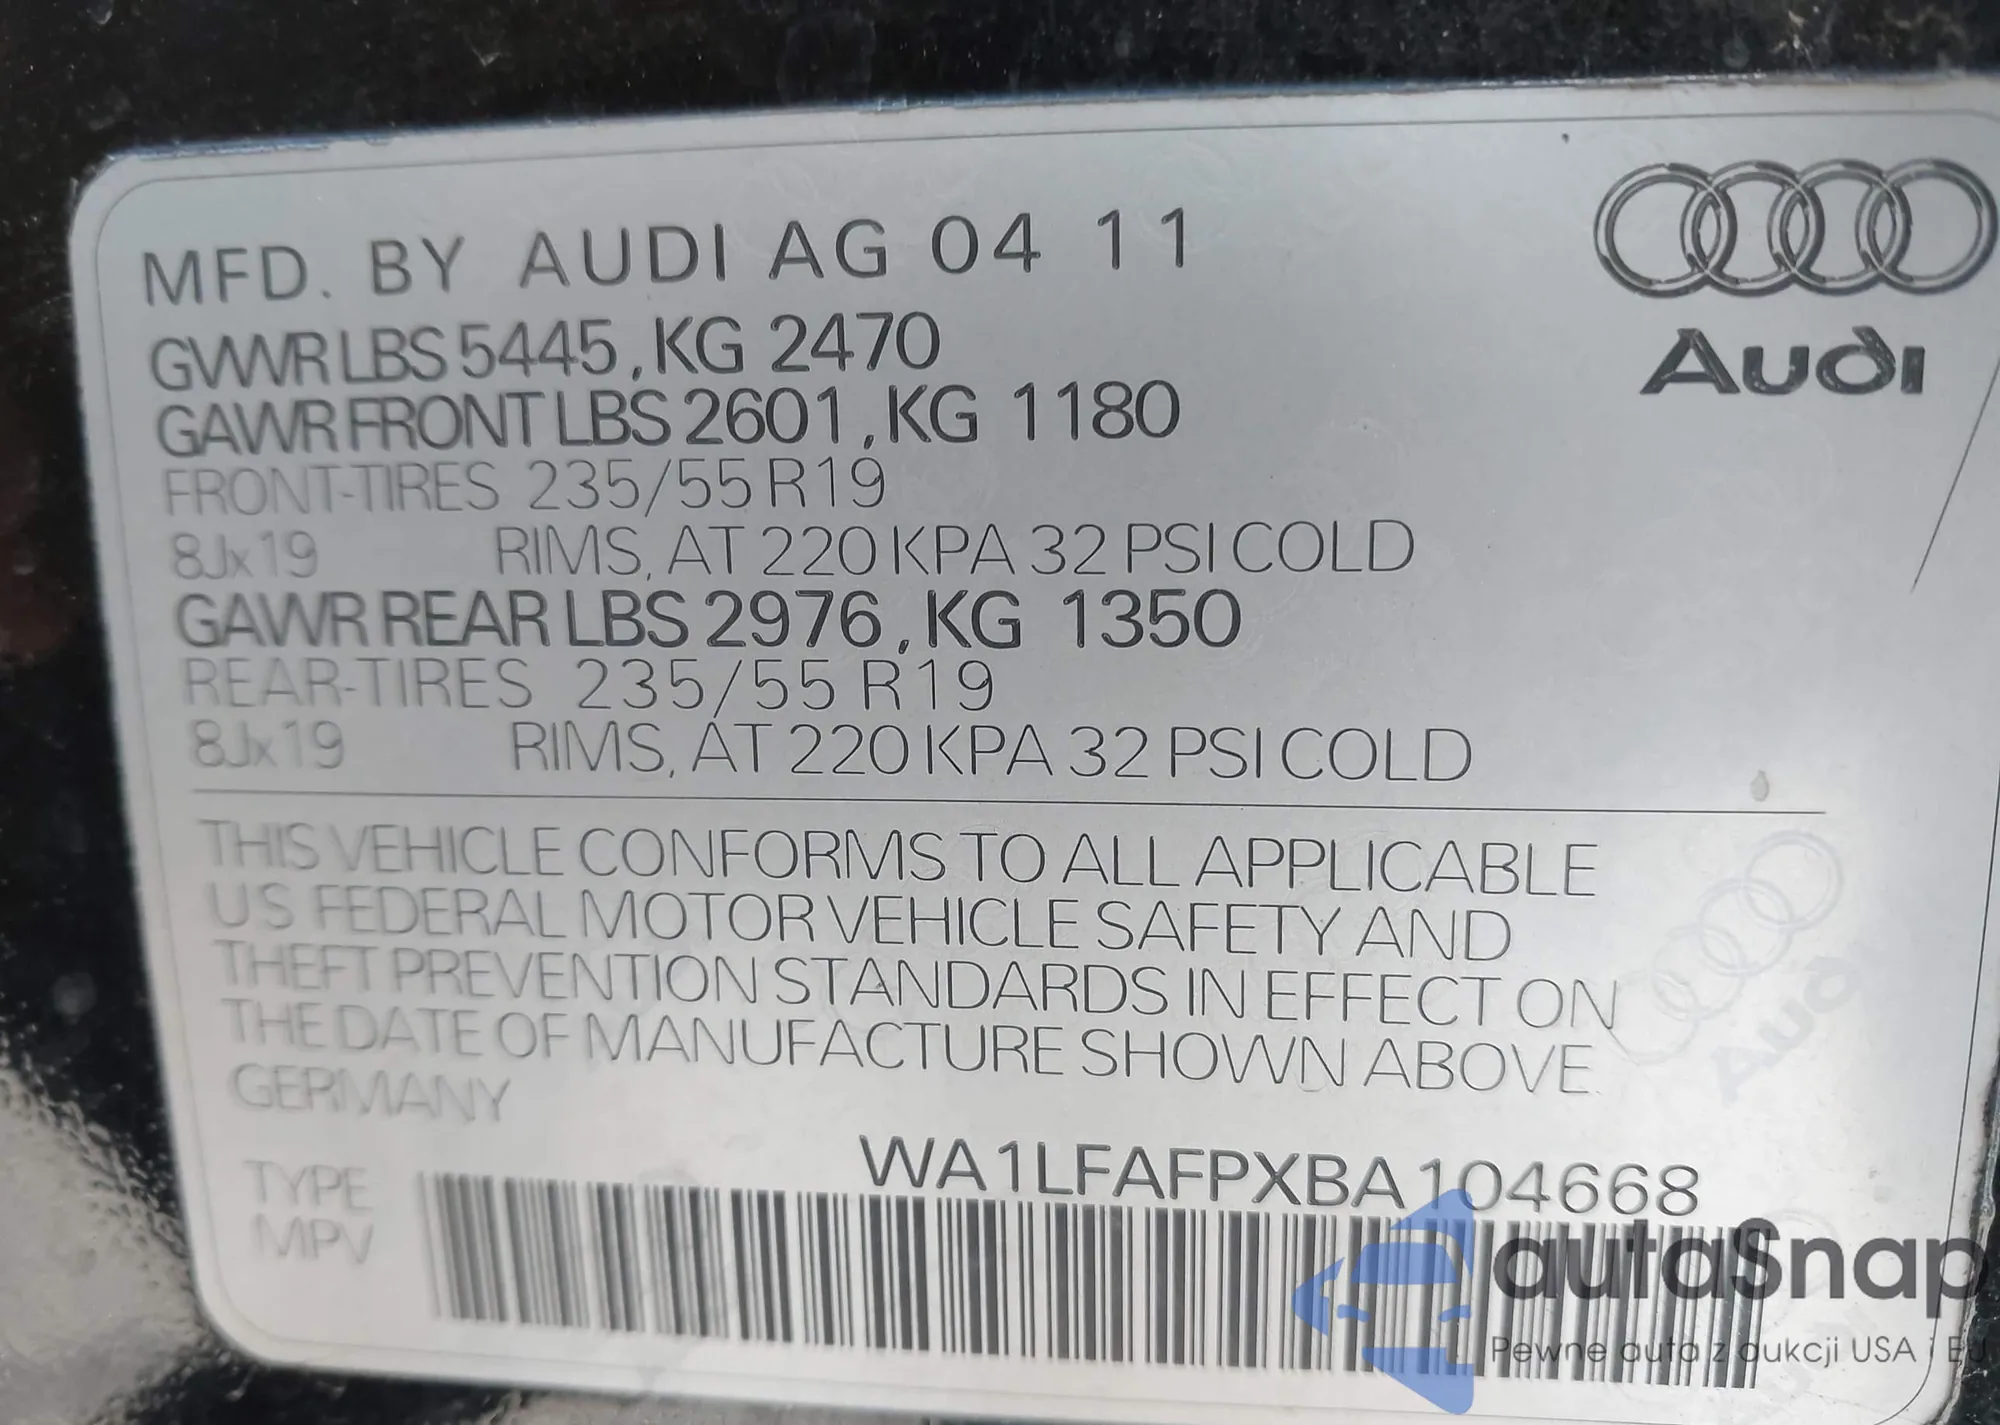 MFD. BY AUDI AG 04 11
GVWR LBS 5445, KG 2470
GAWR FRONT LBS 2601, KG 1180
FRONT-TIRES 235/55 R19
8Jx19 RIMS, AT 220 KPA 32 PSI COLD
GAWR REAR LBS 2976, KG 1350
REAR-TIRES 235/55 R19
8Jx19 RIMS, AT 220 KPA 32 PSI COLD
Audi
THIS VEHICLE CONFORMS TO ALL APPLICABLE
US FEDERAL MOTOR VEHICLE SAFETY AND
THEFT PREVENTION STANDARDS IN EFFECT ON
THE DATE OF MANUFACTURE SHOWN ABOVE
GERMANY
Audi
WA1LFAFPXBA104668
TYPE
MPV
autaSnap
Pewne auta z aukcji USA i EU